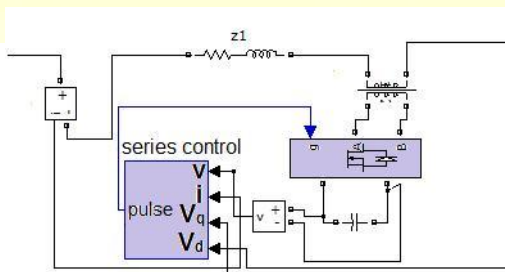 z1
+
g
A
B
series control
pulse
v
i
Vq
Vd
v
+
-